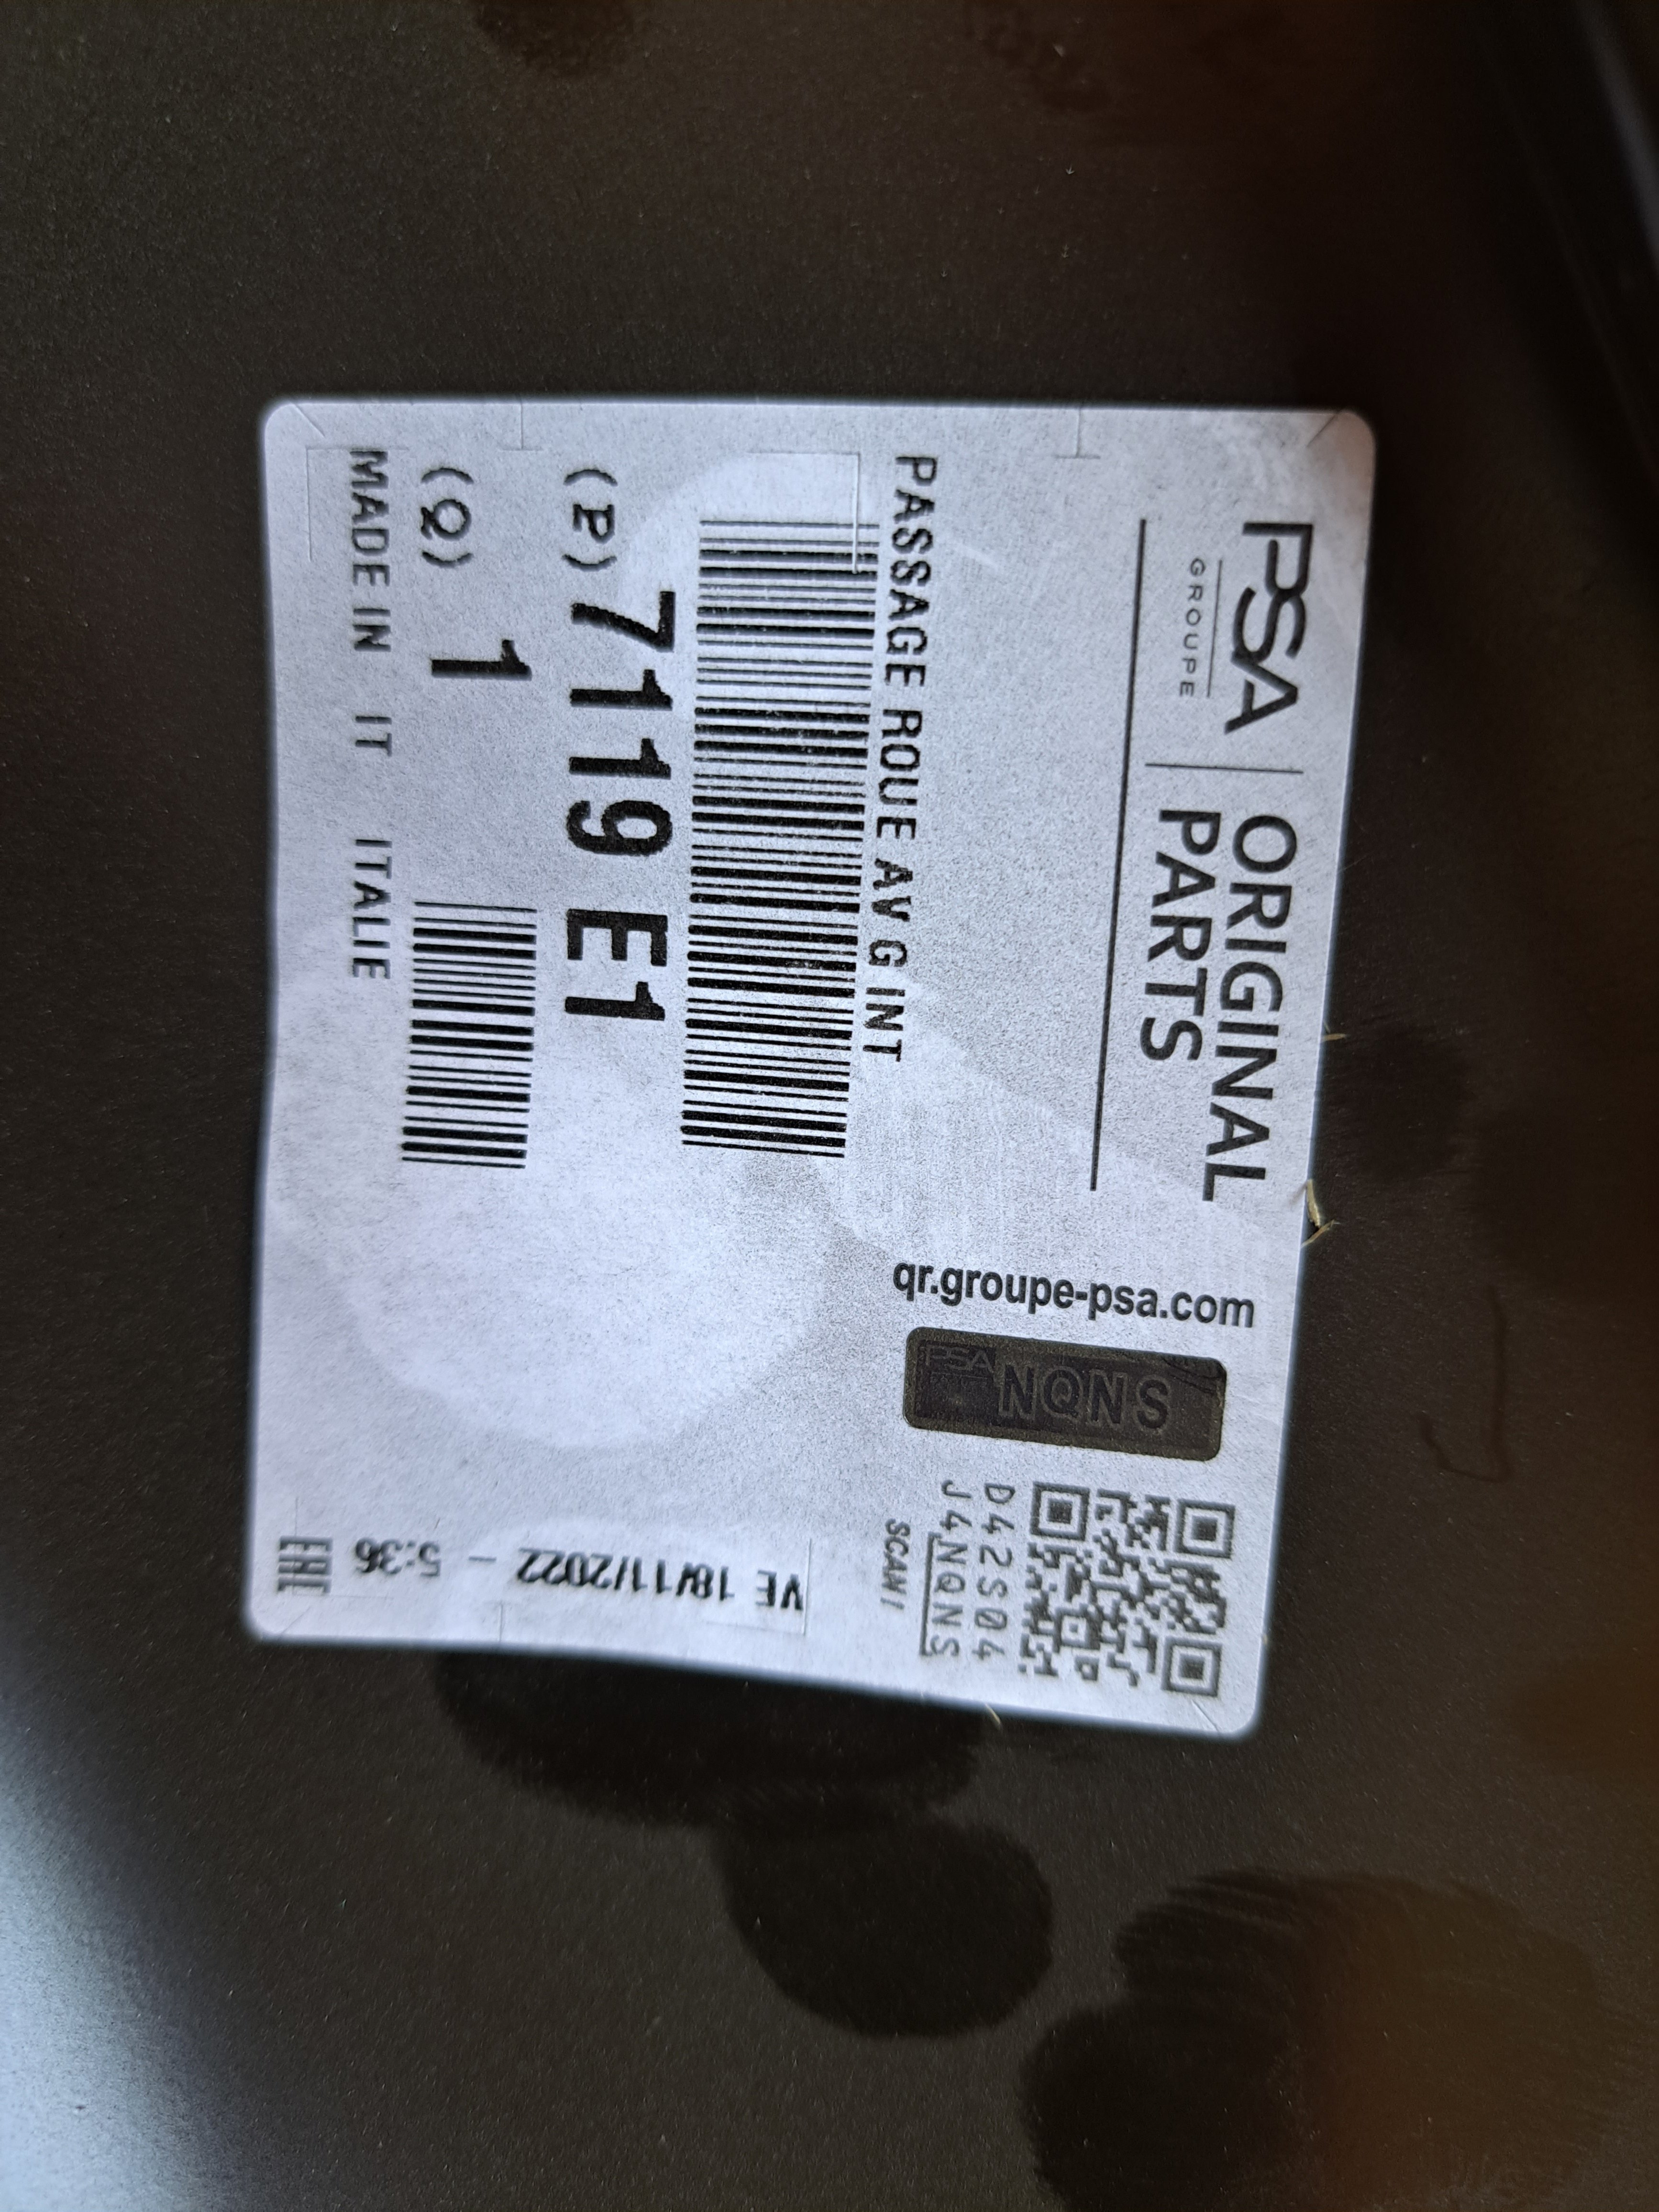 PSA
GROUPE
ORIGINAL
PARTS
qr.groupe-psa.com
PSA
NQNS
D42S04
J4NQNS
SCAN!
PASSAGE ROUE AV G INT
(P) 7119 E1
(Q) 1
MADE IN IT ITALIE
VE 18/11/2022 - 5:36
EAC